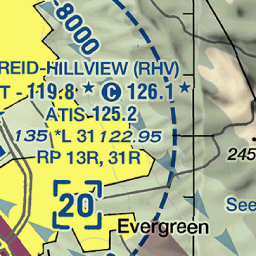 -8000
REID-HILLVIEW (RHV)
T - 119.8 ★ C 126.1 ★
ATIS 125.2
135 *L 31 122.95
RP 13R, 31R
245
20
See
Evergreen